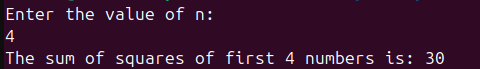 Enter the value of n:
4
The sum of squares of first 4 numbers is: 30